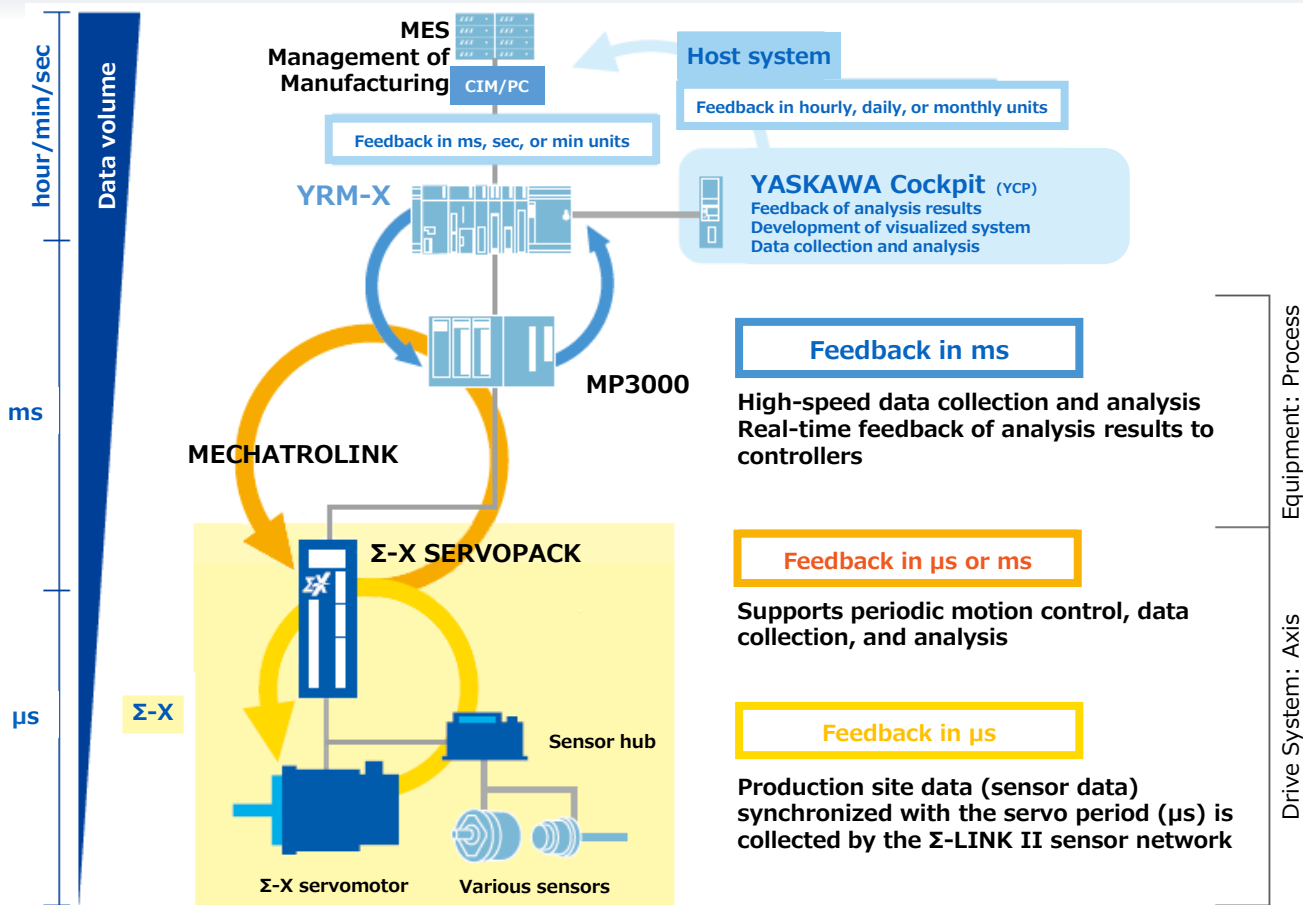 MES
Management of
Manufacturing
CIM/PC
Host system
Feedback in hourly, daily, or monthly units
Feedback in ms, sec, or min units
hour/min/sec
Data volume
YRM-X
YASKAWA Cockpit (YCP)
Feedback of analysis results
Development of visualized system
Data collection and analysis
MP3000
Feedback in ms
High-speed data collection and analysis
Real-time feedback of analysis results to
controllers
Equipment: Process
ms
MECHATROLINK
Σ-X SERVOPACK
Σ-X
Feedback in µs or ms
Supports periodic motion control, data
collection, and analysis
Drive System: Axis
µs
Σ-X
Sensor hub
Feedback in µs
Production site data (sensor data)
synchronized with the servo period (µs) is
collected by the Σ-LINK II sensor network
Σ-X servomotor
Various sensors